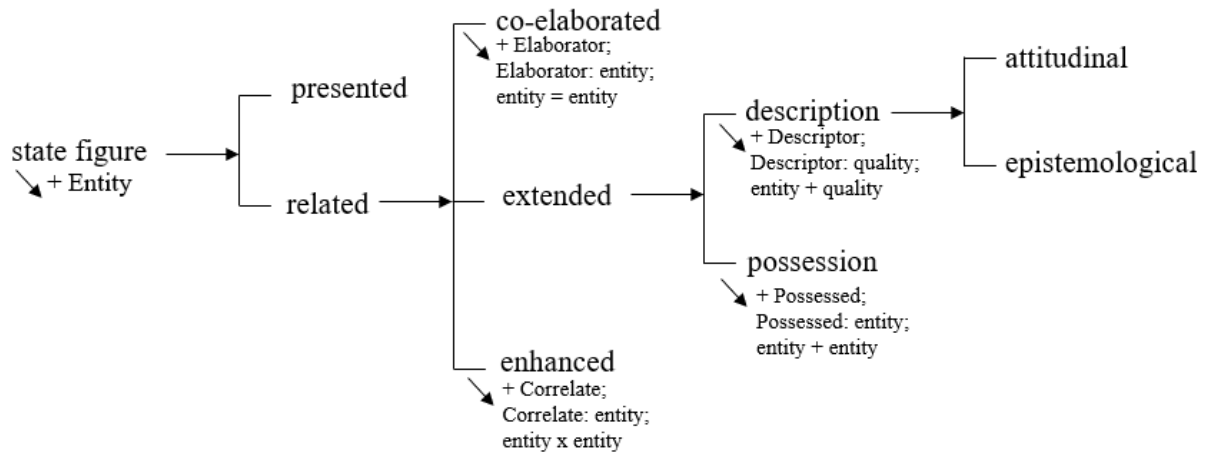 state figure
+ Entity
presented
related
co-elaborated
+ Elaborator;
Elaborator: entity;
entity = entity
extended
enhanced
+ Correlate;
Correlate: entity;
entity x entity
description
+ Descriptor;
Descriptor: quality;
entity + quality
possession
+ Possessed;
Possessed: entity;
entity + entity
attitudinal
epistemological